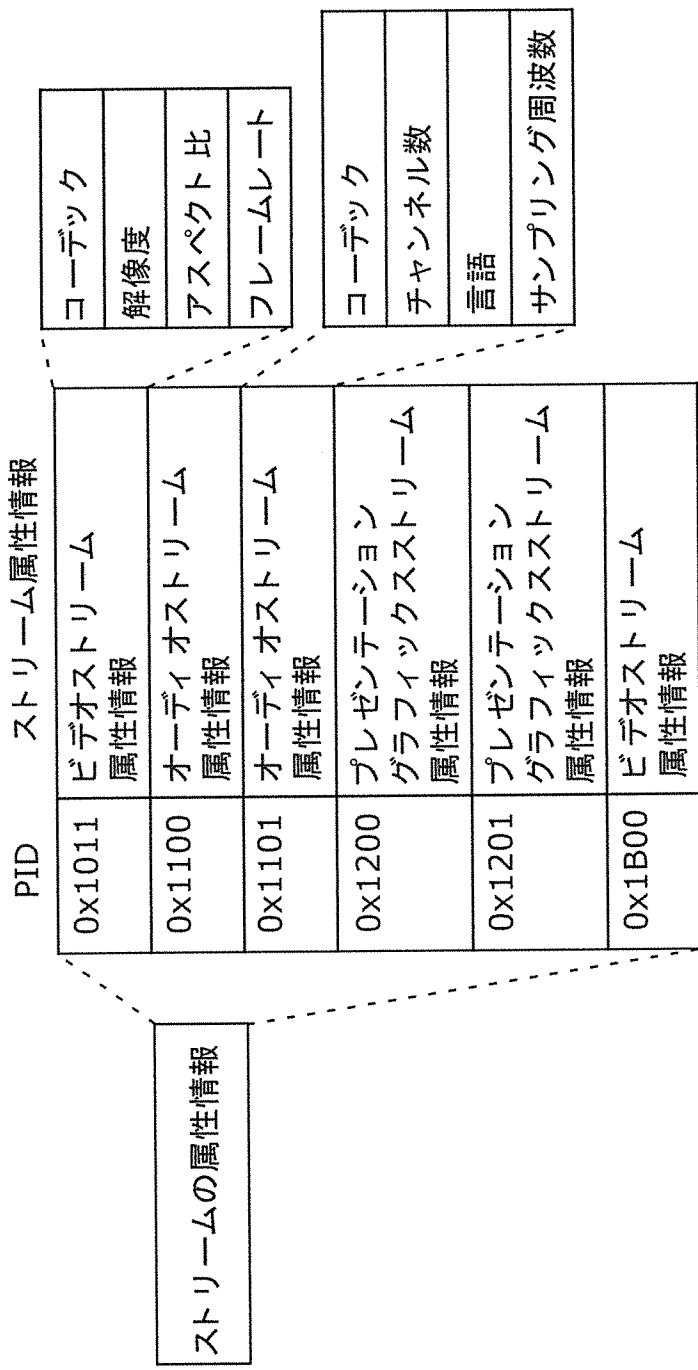 ストリームの属性情報
PID
ストリーム属性情報
0x1011
ビデオストリーム
属性情報
0x1100
オーディオストリーム
属性情報
0x1101
オーディオストリーム
属性情報
0x1200
プレゼンテーション
グラフィックスストリーム
属性情報
0x1201
プレゼンテーション
グラフィックスストリーム
属性情報
0x1B00
ビデオストリーム
属性情報
コーデック
解像度
アスペクト比
フレームレート
コーデック
チャンネル数
言語
サンプリング周波数